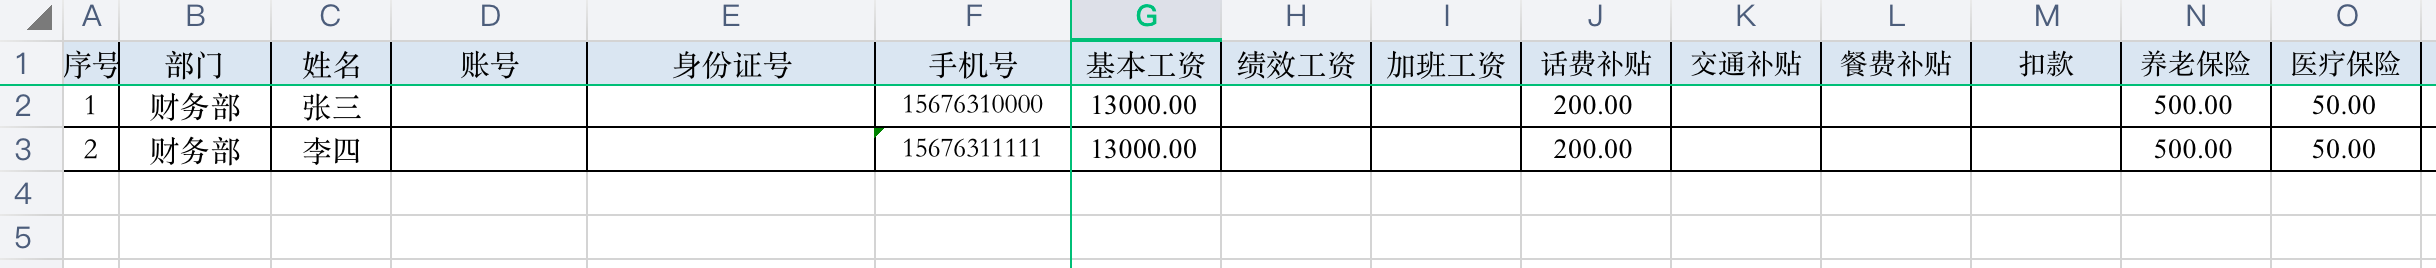 A B C D E F G H I J K L M N O
1 序号 部门 姓名 账号 身份证号 手机号 基本工资 绩效工资 加班工资 话费补贴 交通补贴 餐费补贴 扣款 养老保险 医疗保险
2 1 财务部 张三 15676310000 13000.00 200.00 500.00 50.00
3 2 财务部 李四 15676311111 13000.00 200.00 500.00 50.00
4
5